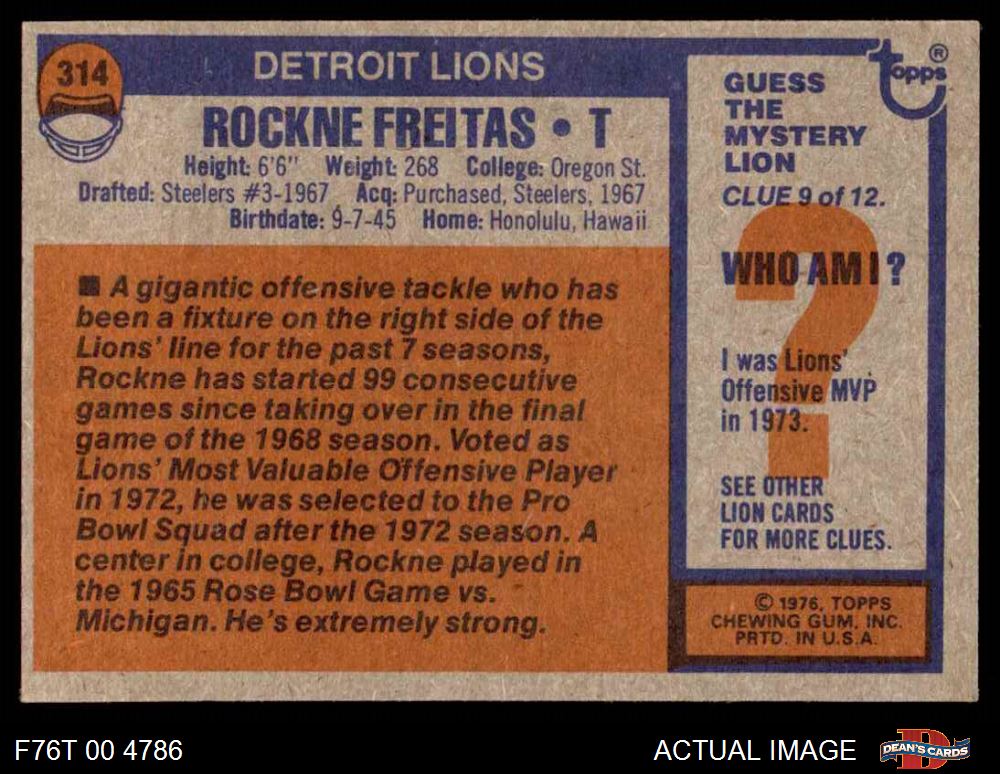 314
DETROIT LIONS
ROCKNE FREITAS • T
Height: 6'6" Weight: 268 College: Oregon St.
Drafted: Steelers #3-1967 Acq: Purchased, Steelers, 1967
Birthdate: 9-7-45 Home: Honolulu, Hawaii
■ A gigantic offensive tackle who has
been a fixture on the right side of the
Lions' line for the past 7 seasons,
Rockne has started 99 consecutive
games since taking over in the final
game of the 1968 season. Voted as
Lions' Most Valuable Offensive Player
in 1972, he was selected to the Pro
Bowl Squad after the 1972 season. A
center in college, Rockne played in
the 1965 Rose Bowl Game vs.
Michigan. He's extremely strong.
topps ®
GUESS
THE
MYSTERY
LION
CLUE 9 of 12.
WHO AM I ?
I was Lions'
Offensive MVP
in 1973.
SEE OTHER
LION CARDS
FOR MORE CLUES.
© 1976, TOPPS
CHEWING GUM, INC.
PRTD. IN U.S.A.
F76T 00 4786
ACTUAL IMAGE
DEAN'S CARDS